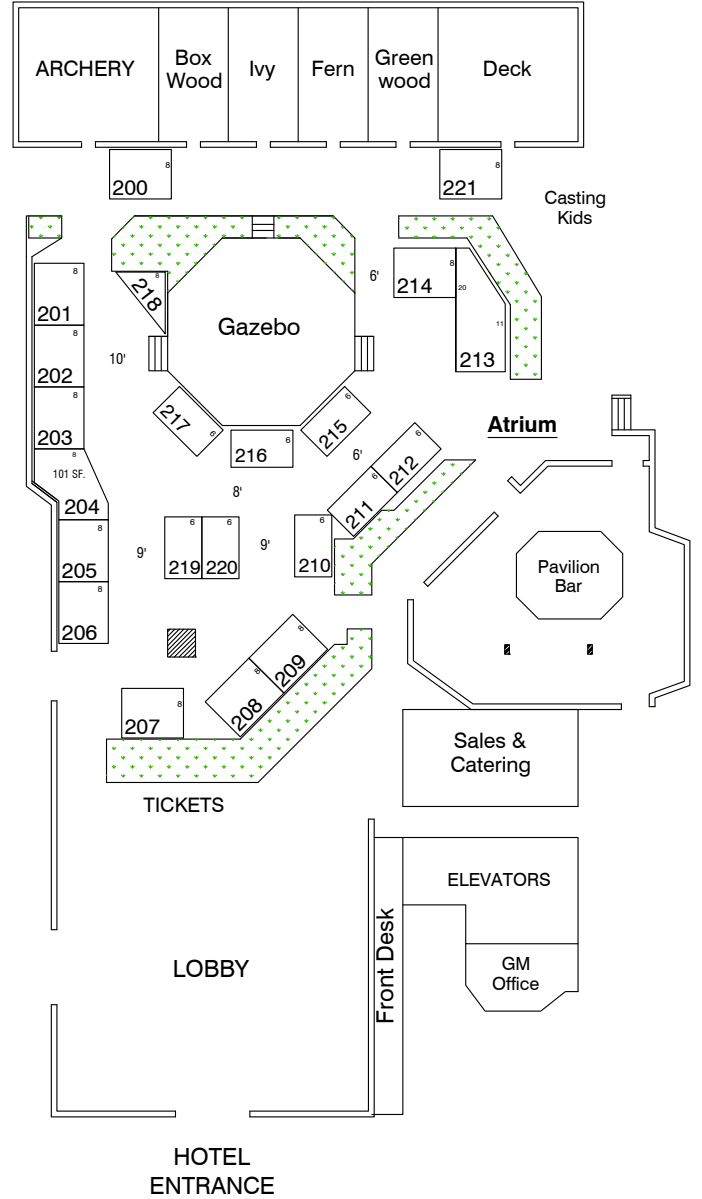 ARCHERY
Box
Wood
Ivy
Fern
Green
wood
Deck
8
200
8
221
Casting
Kids
8
201
8
202
8
203
8
101 SF.
204
8
205
8
206
8
218
Gazebo
6'
8
214
20
11
213
10'
6
217
6
216
6
215
6'
8'
Atrium
6
212
6
211
9'
6
219
6
220
9'
6
210
Pavilion
Bar
8
209
8
208
8
207
TICKETS
Sales &
Catering
ELEVATORS
GM
Office
Front Desk
LOBBY
HOTEL
ENTRANCE